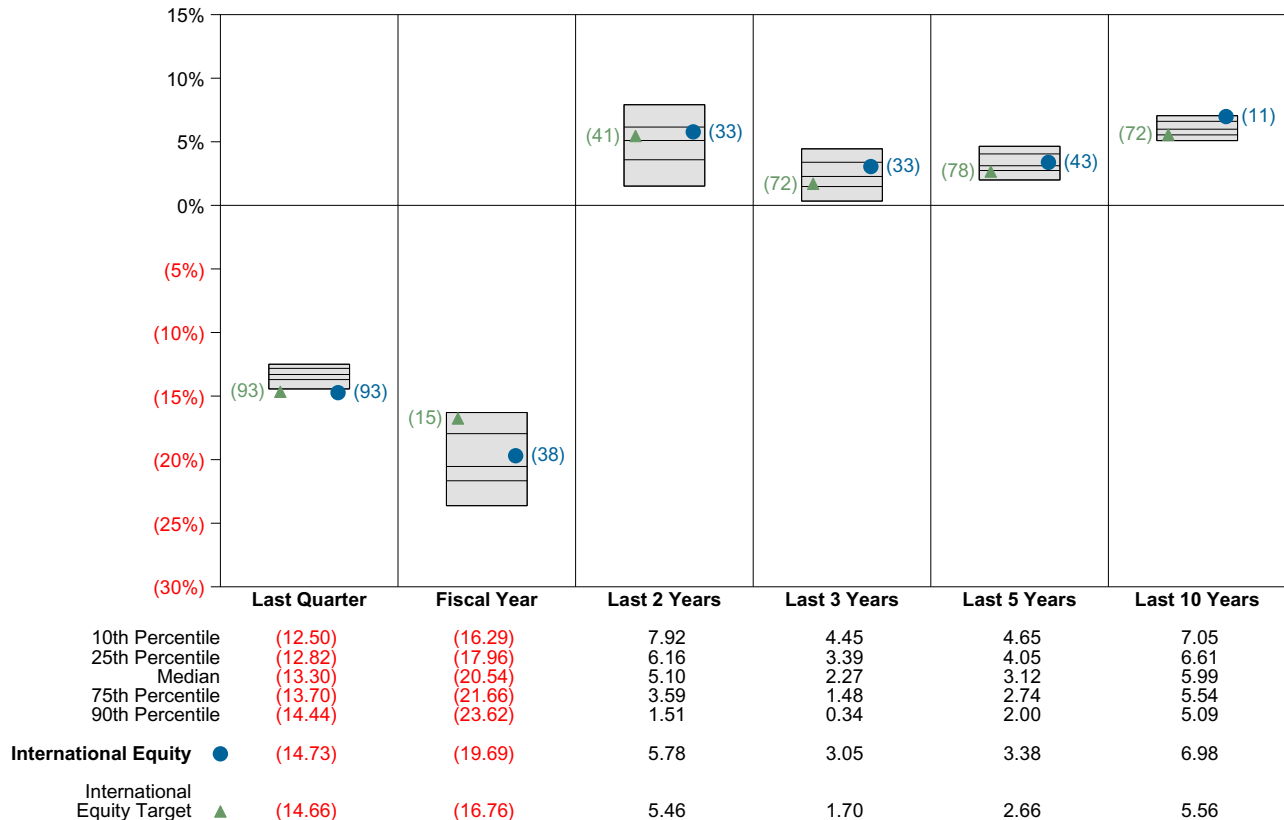 15%
10%
5%
0%
(5%)
(10%)
(15%)
(20%)
(25%)
(30%)
(93) (93)
(15) (38)
(41) (33)
(72) (33)
(78) (43)
(72) (11)
Last Quarter Fiscal Year Last 2 Years Last 3 Years Last 5 Years Last 10 Years
10th Percentile (12.50) (16.29) 7.92 4.45 4.65 7.05
25th Percentile (12.82) (17.96) 6.16 3.39 4.05 6.61
Median (13.30) (20.54) 5.10 2.27 3.12 5.99
75th Percentile (13.70) (21.66) 3.59 1.48 2.74 5.54
90th Percentile (14.44) (23.62) 1.51 0.34 2.00 5.09
International Equity (14.73) (19.69) 5.78 3.05 3.38 6.98
International
Equity Target (14.66) (16.76) 5.46 1.70 2.66 5.56